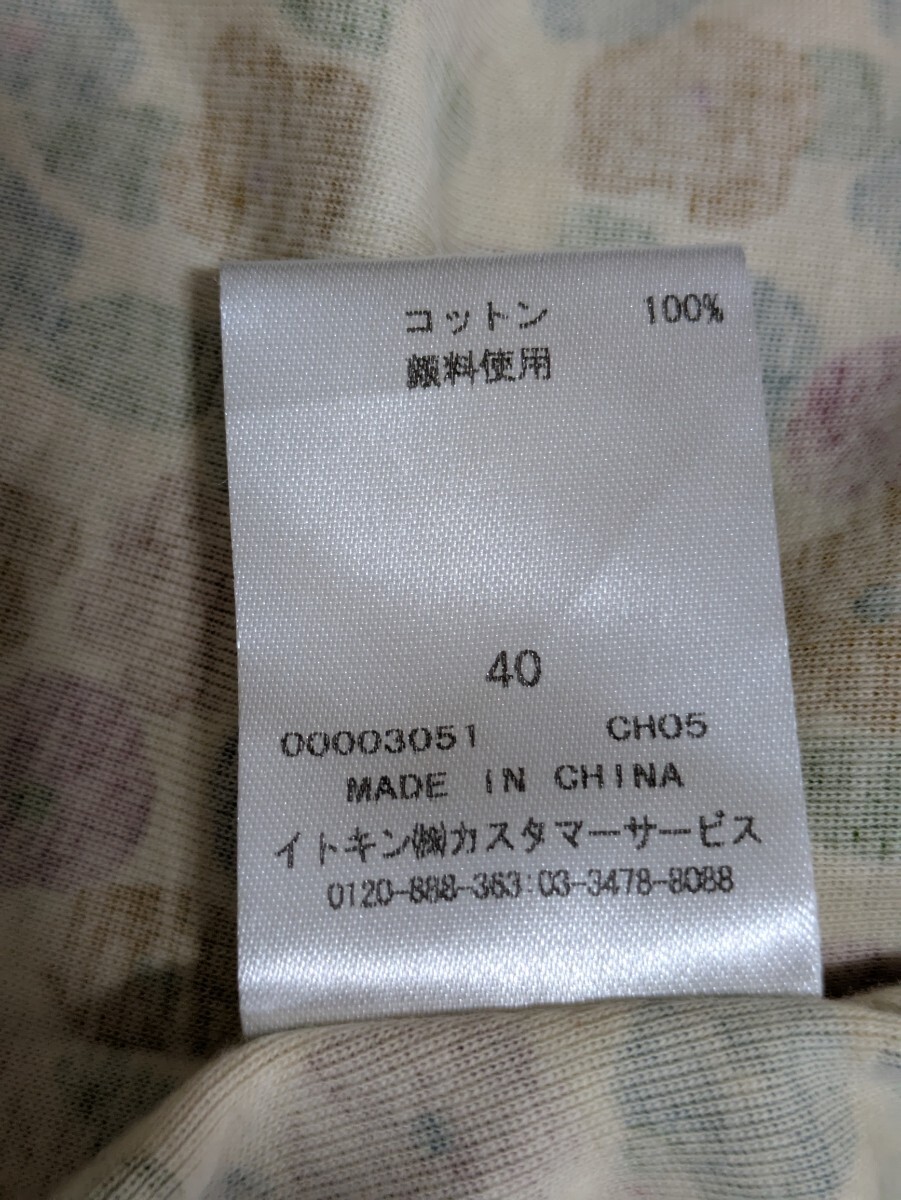 コットン 100%
顔料使用
40
00003051 CH05
MADE IN CHINA
イトキン㈱カスタマーサービス
0120-888-363:03-3478-8088